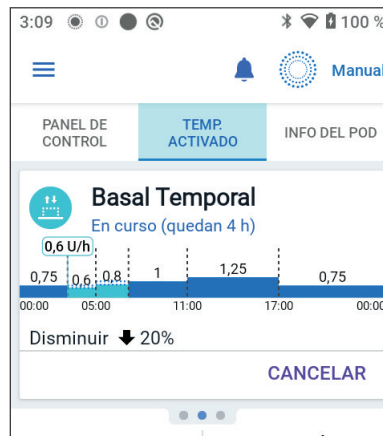 3:09 100 %
Manual
PANEL DE CONTROL
TEMP. ACTIVADO
INFO DEL POD
Basal Temporal
En curso (quedan 4 h)
0,6 U/h
0,75 0,6 0,8 1 1,25 0,75
00:00 05:00 11:00 17:00 00:00
Disminuir 20%
CANCELAR